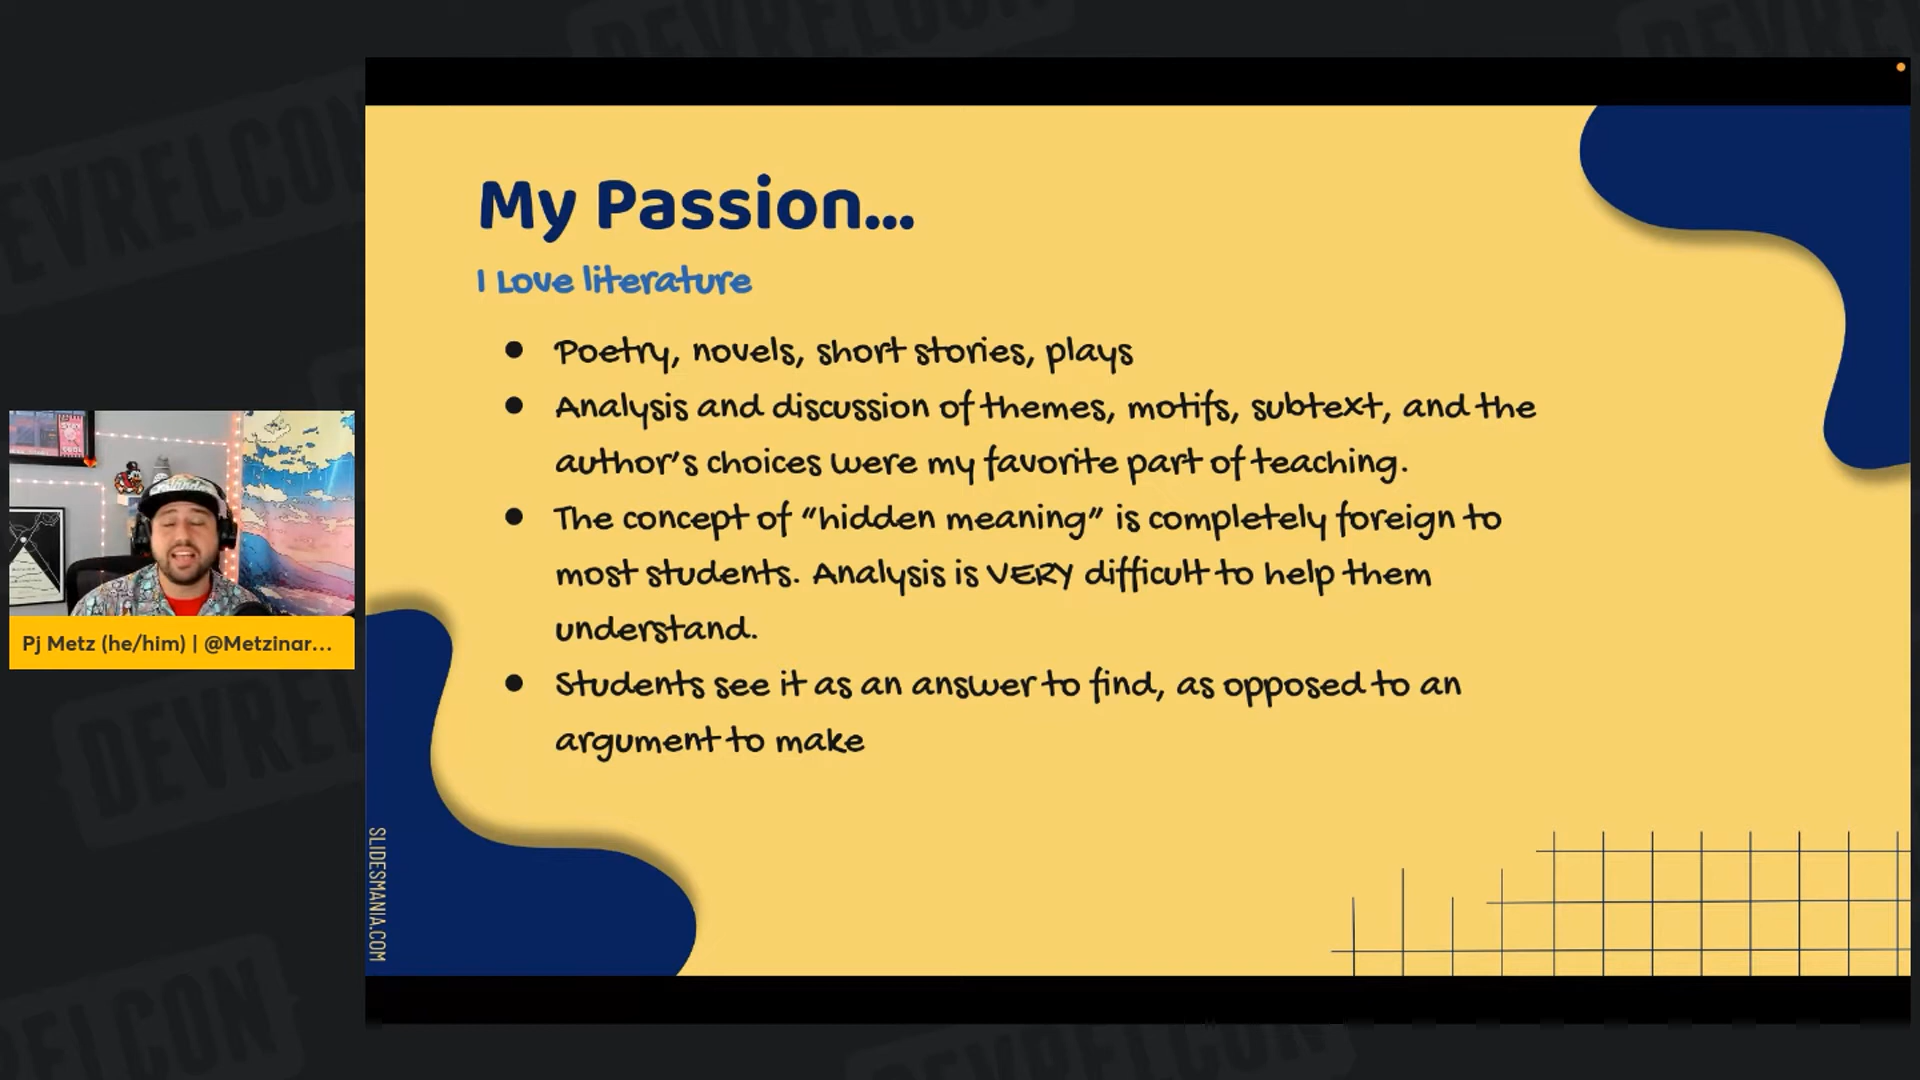 DEVRELCON
DEVRELCON
My Passion...
I Love literature
● Poetry, novels, short stories, plays
● Analysis and discussion of themes, motifs, subtext, and the
author's choices were my favorite part of teaching.
● The concept of “hidden meaning” is completely foreign to
most students. Analysis is VERY difficult to help them
understand.
● Students see it as an answer to find, as opposed to an
argument to make
Pj Metz (he/him) | @Metzinar...
SLIDESMANIA.COM
DEVRELCON